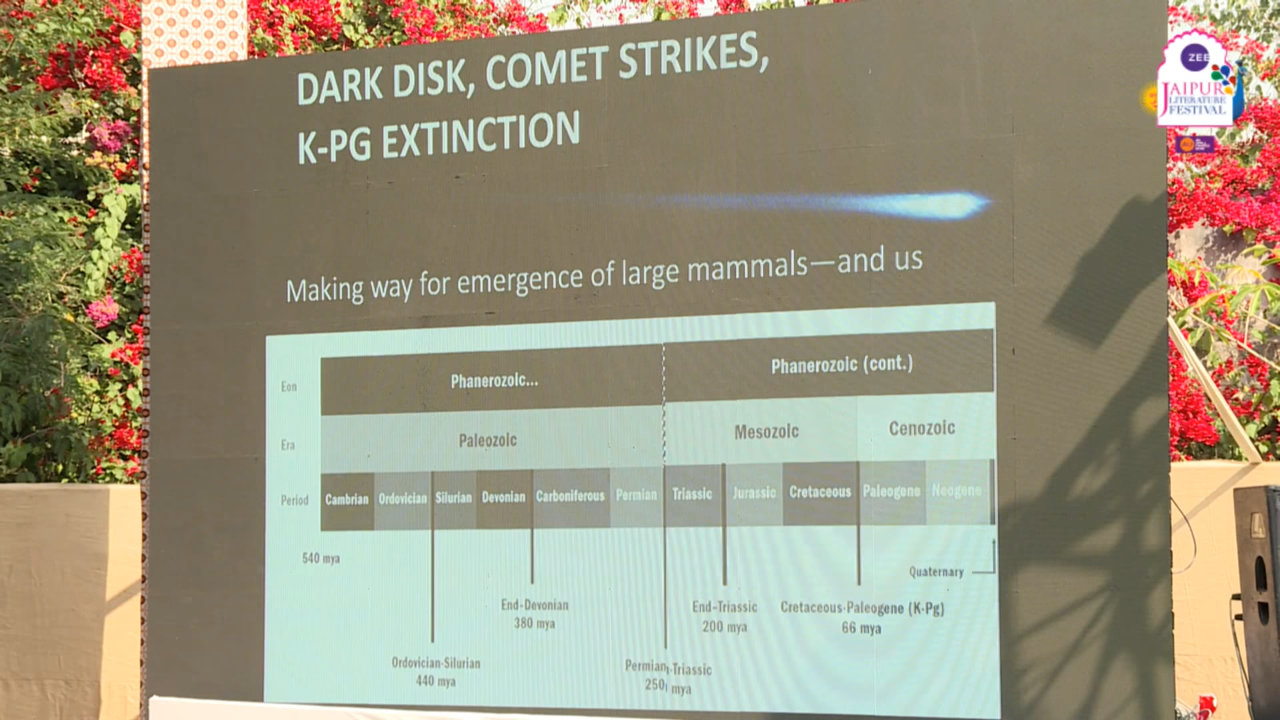 DARK DISK, COMET STRIKES,
K-PG EXTINCTION
ZEE
JAIPUR
LITERATURE
FESTIVAL
Making way for emergence of large mammals—and us
Eon
Phanerozoic...
Phanerozoic (cont.)
Era
Paleozoic
Mesozoic
Cenozoic
Period
Cambrian
Ordovician
Silurian
Devonian
Carboniferous
Permian
Triassic
Jurassic
Cretaceous
Paleogene
Neogene
540 mya
Quaternary
End-Devonian
380 mya
End-Triassic
200 mya
Cretaceous-Paleogene (K-Pg)
66 mya
Ordovician-Silurian
440 mya
Permian-Triassic
250 mya